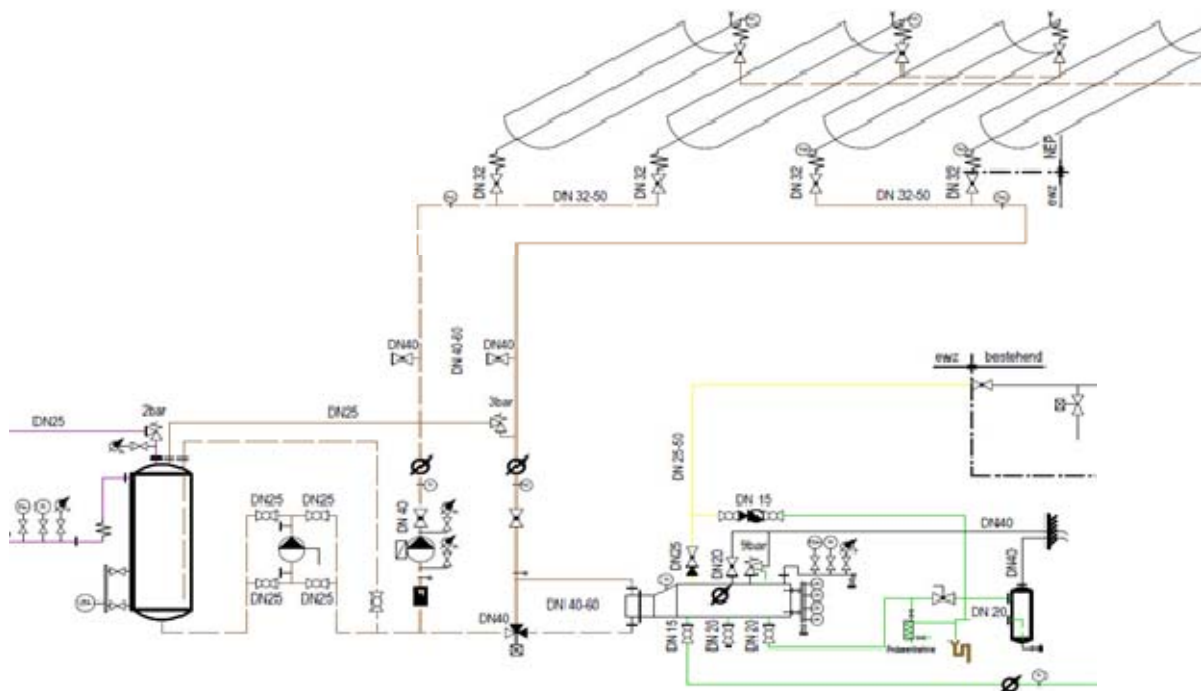 DN 32
DN 32
DN 32
DN 32
NEP
ewz
DN 32-50
DN 32-50
DN40
DN40
DN 40-60
ewz
bestehend
DN25
2bar
DN25
3bar
DN 25-50
DN25
DN25
DN 40
DN 15
DN40
DN25
DN20
9bar
DN40
DN25
DN25
DN40
DN 40-60
DN 15
DN 20
DN 20
DN 20